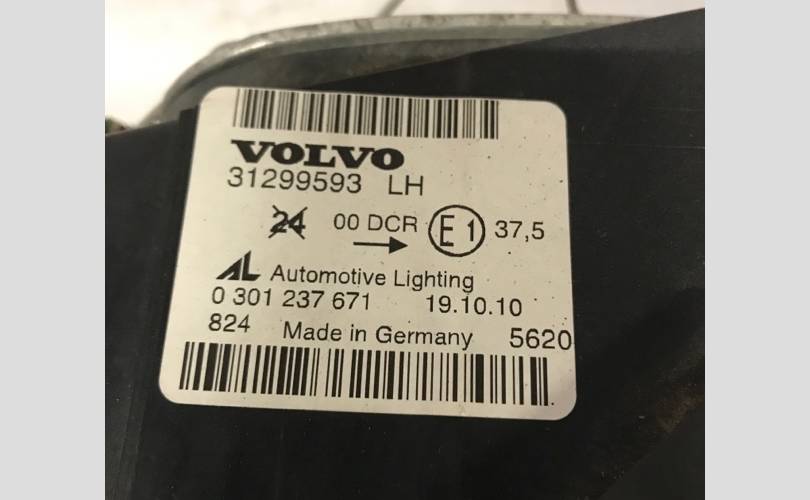 VOLVO
31299593 LH
24 00 DCR E1 37,5
AL Automotive Lighting
0 301 237 671 19.10.10
824 Made in Germany 5620